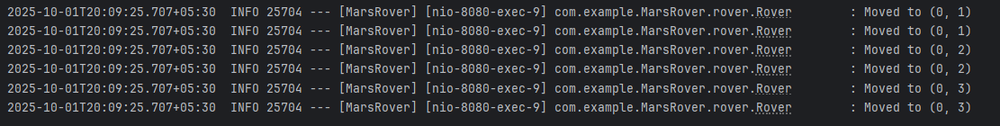 2025-10-01T20:09:25.707+05:30  INFO 25704 --- [MarsRover] [nio-8080-exec-9] com.example.MarsRover.rover.Rover        : Moved to (0, 1)
2025-10-01T20:09:25.707+05:30  INFO 25704 --- [MarsRover] [nio-8080-exec-9] com.example.MarsRover.rover.Rover        : Moved to (0, 1)
2025-10-01T20:09:25.707+05:30  INFO 25704 --- [MarsRover] [nio-8080-exec-9] com.example.MarsRover.rover.Rover        : Moved to (0, 2)
2025-10-01T20:09:25.707+05:30  INFO 25704 --- [MarsRover] [nio-8080-exec-9] com.example.MarsRover.rover.Rover        : Moved to (0, 2)
2025-10-01T20:09:25.707+05:30  INFO 25704 --- [MarsRover] [nio-8080-exec-9] com.example.MarsRover.rover.Rover        : Moved to (0, 3)
2025-10-01T20:09:25.707+05:30  INFO 25704 --- [MarsRover] [nio-8080-exec-9] com.example.MarsRover.rover.Rover        : Moved to (0, 3)